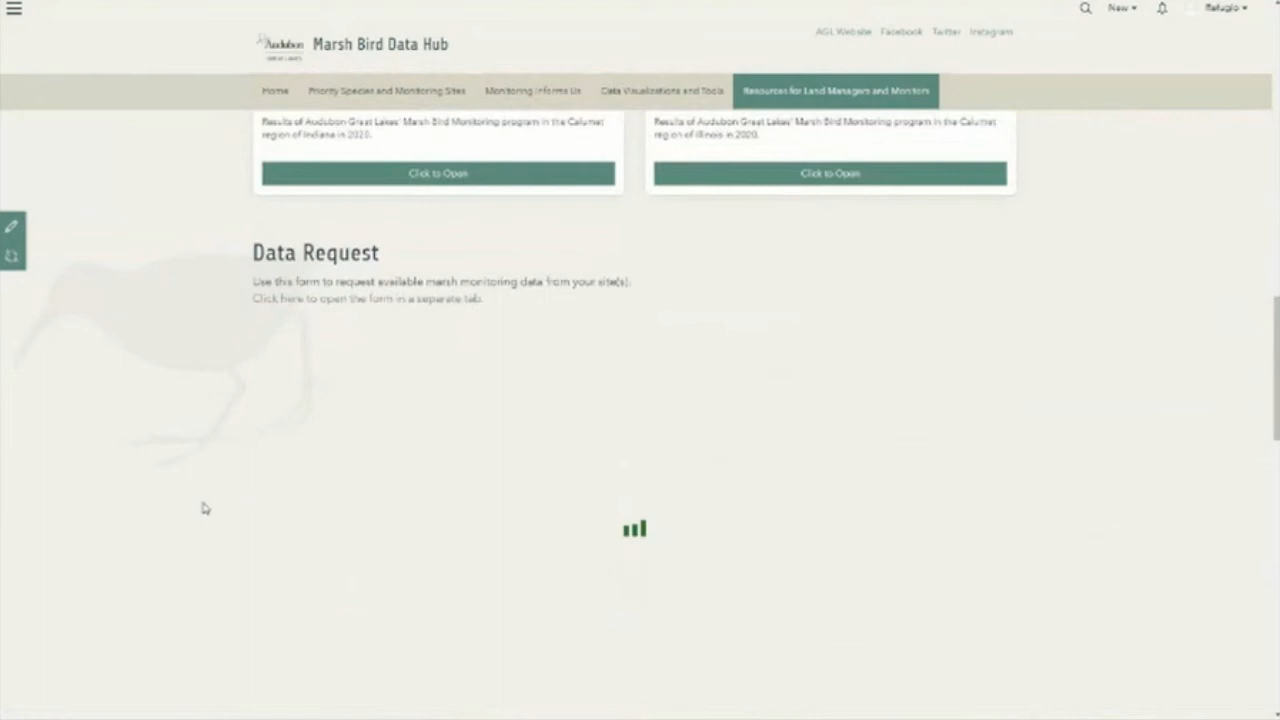 New
Refugio
Audubon
GREAT LAKES
Marsh Bird Data Hub
AGL Website Facebook Twitter Instagram
Home Priority Species and Monitoring Sites Monitoring Informs Us Data Visualizations and Tools Resources for Land Managers and Monitors
Results of Audubon Great Lakes' Marsh Bird Monitoring program in the Calumet
region of Indiana in 2020.
Click to Open
Results of Audubon Great Lakes' Marsh Bird Monitoring program in the Calumet
region of Illinois in 2020.
Click to Open
Data Request
Use this form to request available marsh monitoring data from your site(s).
Click here to open the form in a separate tab.